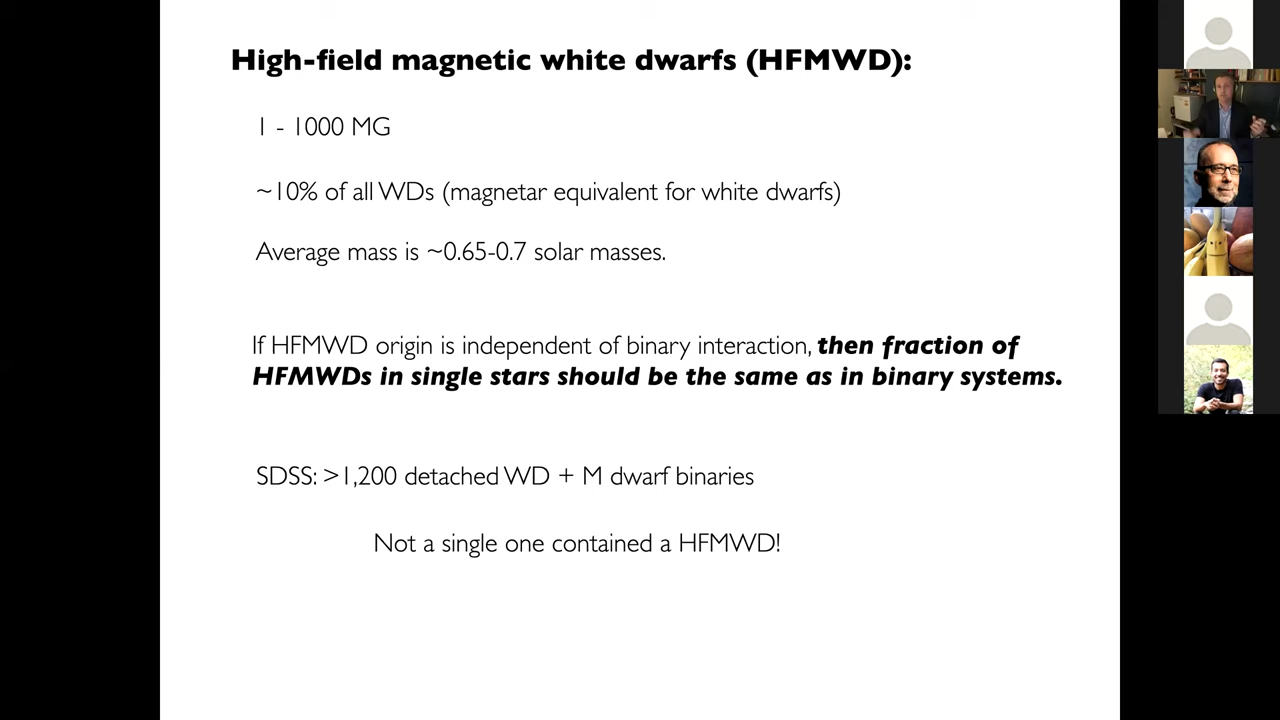 High-field magnetic white dwarfs (HFMWD):
1 - 1000 MG
~10% of all WDs (magnetar equivalent for white dwarfs)
Average mass is ~0.65-0.7 solar masses.
If HFMWD origin is independent of binary interaction, then fraction of
HFMWDs in single stars should be the same as in binary systems.
SDSS: >1,200 detached WD + M dwarf binaries
Not a single one contained a HFMWD!